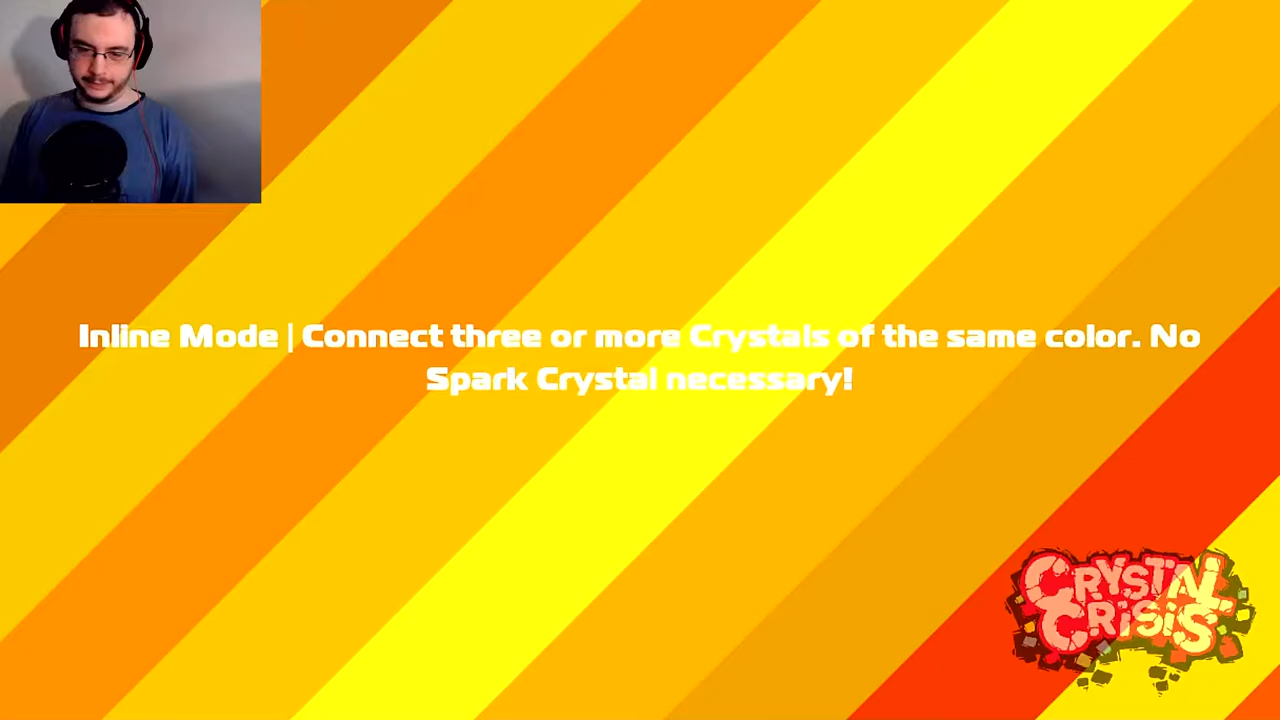 Inline Mode | Connect three or more Crystals of the same color. No
Spark Crystal necessary!
CRYSTAL
CRISIS